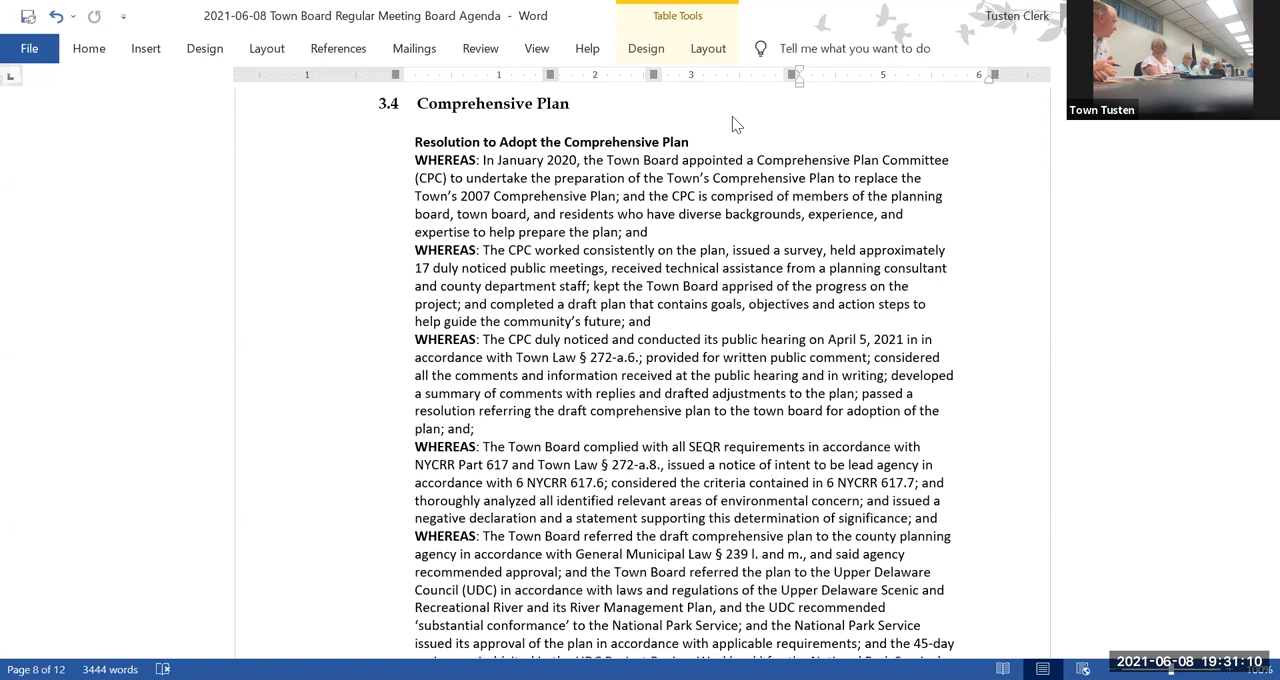 2021-06-08 Town Board Regular Meeting Board Agenda - Word
Table Tools
Tusten Clerk
File Home Insert Design Layout References Mailings Review View Help Design Layout Tell me what you want to do
Town Tusten
1 1 2 3 5 6
3.4 Comprehensive Plan
Resolution to Adopt the Comprehensive Plan
WHEREAS: In January 2020, the Town Board appointed a Comprehensive Plan Committee
(CPC) to undertake the preparation of the Town's Comprehensive Plan to replace the
Town's 2007 Comprehensive Plan; and the CPC is comprised of members of the planning
board, town board, and residents who have diverse backgrounds, experience, and
expertise to help prepare the plan; and
WHEREAS: The CPC worked consistently on the plan, issued a survey, held approximately
17 duly noticed public meetings, received technical assistance from a planning consultant
and county department staff; kept the Town Board apprised of the progress on the
project; and completed a draft plan that contains goals, objectives and action steps to
help guide the community's future; and
WHEREAS: The CPC duly noticed and conducted its public hearing on April 5, 2021 in in
accordance with Town Law § 272-a.6.; provided for written public comment; considered
all the comments and information received at the public hearing and in writing; developed
a summary of comments with replies and drafted adjustments to the plan; passed a
resolution referring the draft comprehensive plan to the town board for adoption of the
plan; and;
WHEREAS: The Town Board complied with all SEQR requirements in accordance with
NYCRR Part 617 and Town Law § 272-a.8., issued a notice of intent to be lead agency in
accordance with 6 NYCRR 617.6; considered the criteria contained in 6 NYCRR 617.7; and
thoroughly analyzed all identified relevant areas of environmental concern; and issued a
negative declaration and a statement supporting this determination of significance; and
WHEREAS: The Town Board referred the draft comprehensive plan to the county planning
agency in accordance with General Municipal Law § 239 l. and m., and said agency
recommended approval; and the Town Board referred the plan to the Upper Delaware
Council (UDC) in accordance with laws and regulations of the Upper Delaware Scenic and
Recreational River and its River Management Plan, and the UDC recommended
'substantial conformance' to the National Park Service; and the National Park Service
issued its approval of the plan in accordance with applicable requirements; and the 45-day
Page 8 of 12 3444 words
2021-06-08 19:31:10